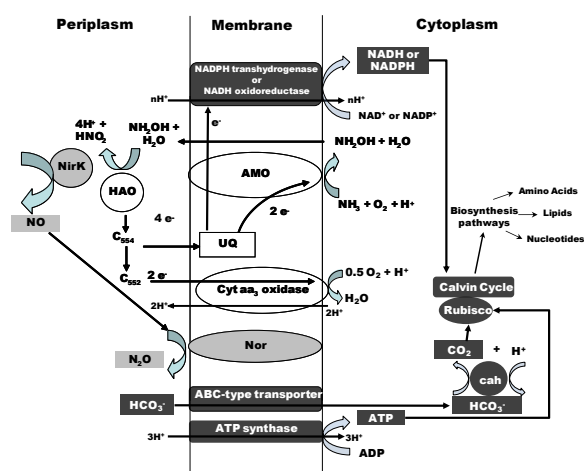 Periplasm
Membrane
Cytoplasm
NADPH transhydrogenase
or
NADH oxidoreductase
NADH or
NADPH
nH⁺
nH⁺
NAD⁺ or NADP⁺
e⁻
4H⁺ +
HNO₂
NH₂OH +
H₂O
NH₂OH + H₂O
NirK
HAO
AMO
NH₃ + O₂ + H⁺
NO
4 e⁻
2 e⁻
C₅₅₄
UQ
Amino Acids
Biosynthesis
pathways
Lipids
Nucleotides
C₅₅₂
2 e⁻
Cyt aa₃ oxidase
0.5 O₂ + H⁺
H₂O
2H⁺
2H⁺
Calvin Cycle
Rubisco
N₂O
Nor
CO₂
+
H⁺
cah
HCO₃⁻
ABC-type transporter
HCO₃⁻
ATP synthase
ATP
3H⁺
3H⁺
ADP